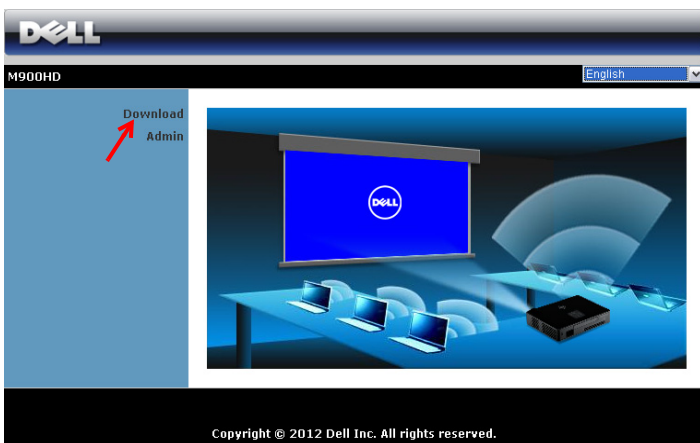 DELL
M900HD
English
Download
Admin
DELL
Copyright © 2012 Dell Inc. All rights reserved.